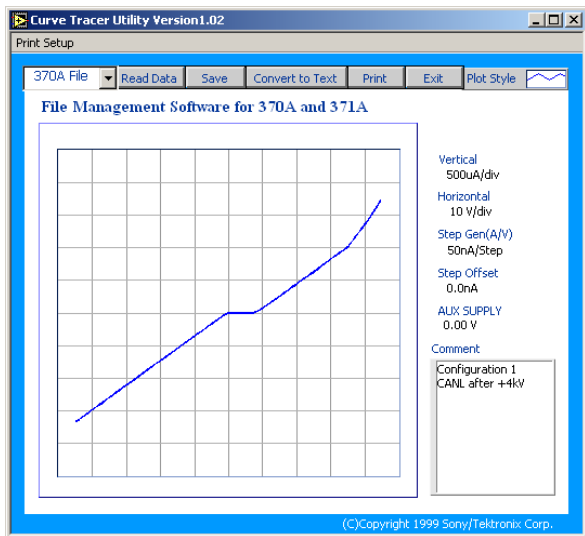 Curve Tracer Utility Version1.02
Print Setup
370A File Read Data Save Convert to Text Print Exit Plot Style
File Management Software for 370A and 371A
Vertical
500uA/div
Horizontal
10 V/div
Step Gen(A/V)
50nA/Step
Step Offset
0.0nA
AUX SUPPLY
0.00 V
Comment
Configuration 1
CANL after +4kV
(C)Copyright 1999 Sony/Tektronix Corp.